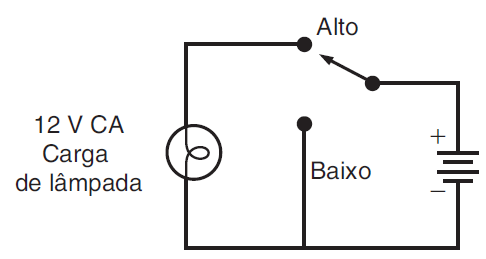 Alto
12 V CA
Carga
de lâmpada
Baixo
+
−